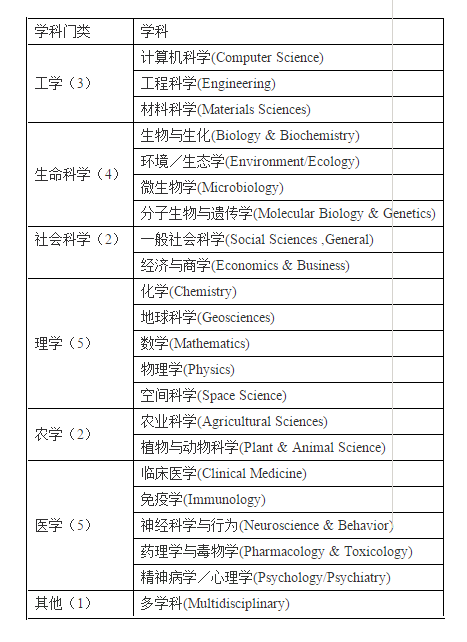 学科门类 学科
工学（3） 计算机科学(Computer Science)
工程科学(Engineering)
材料科学(Materials Sciences)
生命科学（4） 生物与生化(Biology & Biochemistry)
环境／生态学(Environment/Ecology)
微生物学(Microbiology)
分子生物与遗传学(Molecular Biology & Genetics)
社会科学（2） 一般社会科学(Social Sciences ,General)
经济与商学(Economics & Business)
理学（5） 化学(Chemistry)
地球科学(Geosciences)
数学(Mathematics)
物理学(Physics)
空间科学(Space Science)
农学（2） 农业科学(Agricultural Sciences)
植物与动物科学(Plant & Animal Science)
医学（5） 临床医学(Clinical Medicine)
免疫学(Immunology)
神经科学与行为(Neuroscience & Behavior)
药理学与毒物学(Pharmacology & Toxicology)
精神病学／心理学(Psychology/Psychiatry)
其他（1） 多学科(Multidisciplinary)